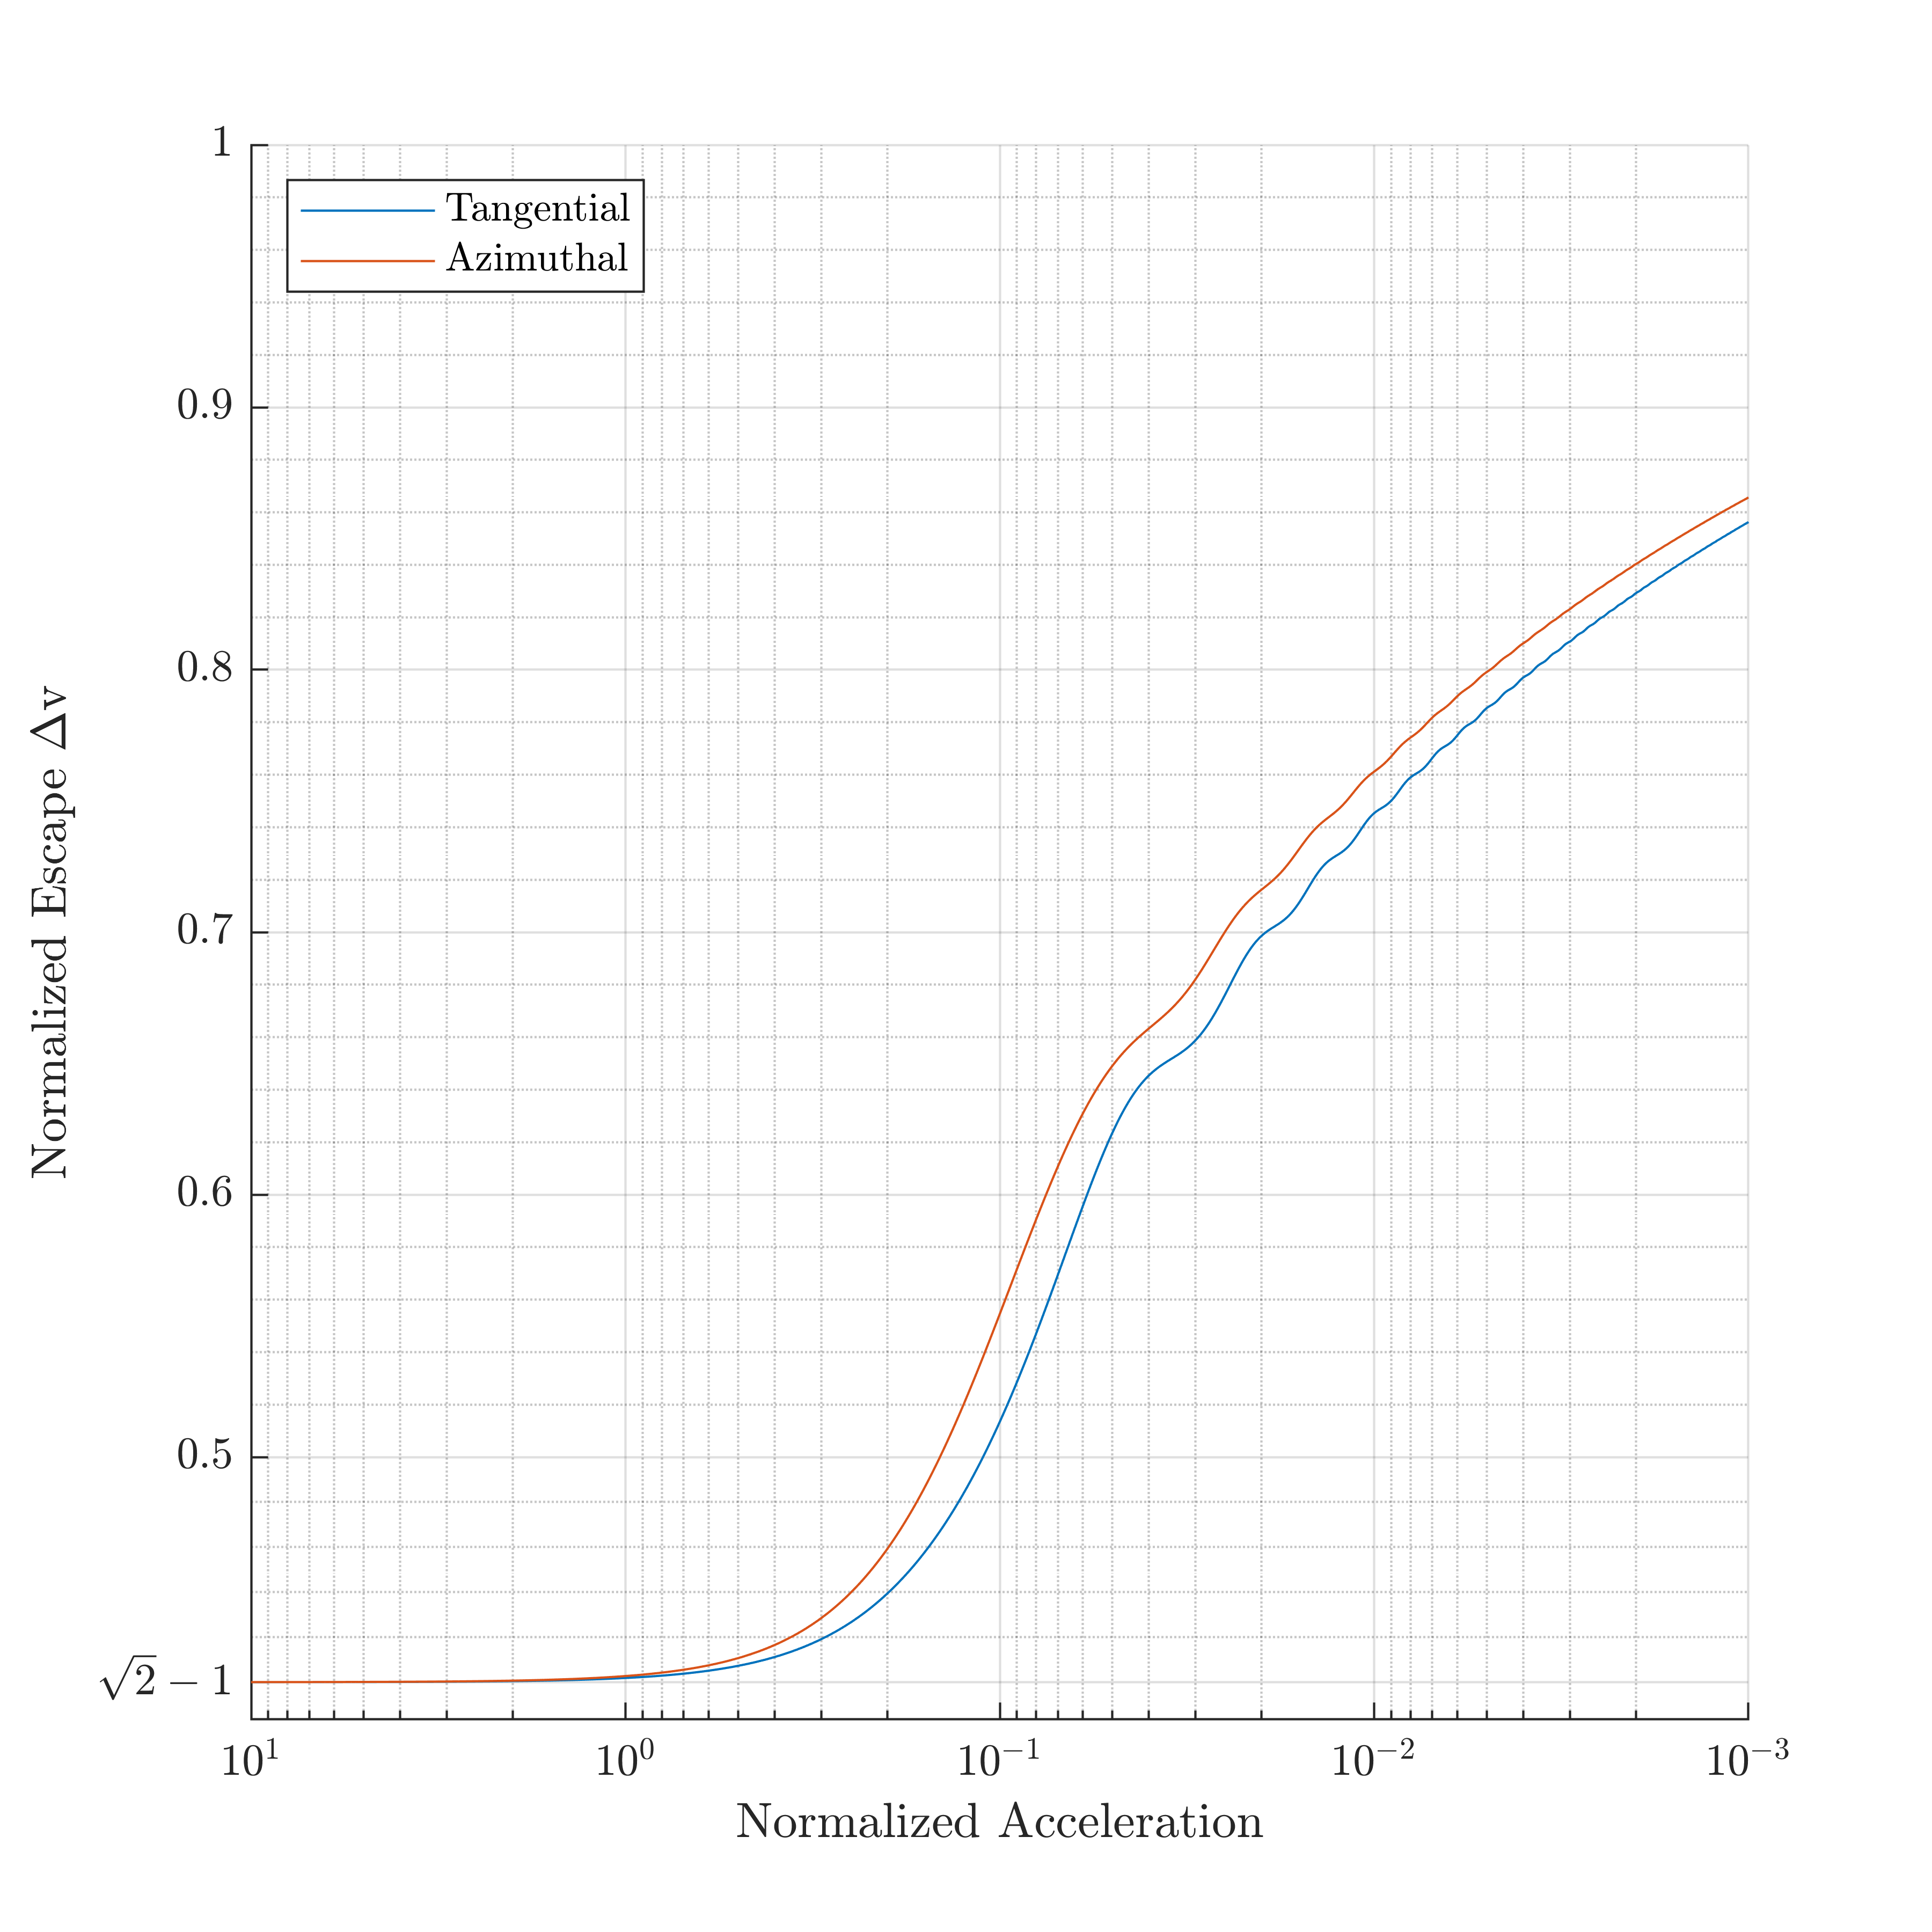 Normalized Escape Δv
1
0.9
0.8
0.7
0.6
0.5
√2 − 1
Tangential
Azimuthal
10¹ 10⁰ 10⁻¹ 10⁻² 10⁻³
Normalized Acceleration